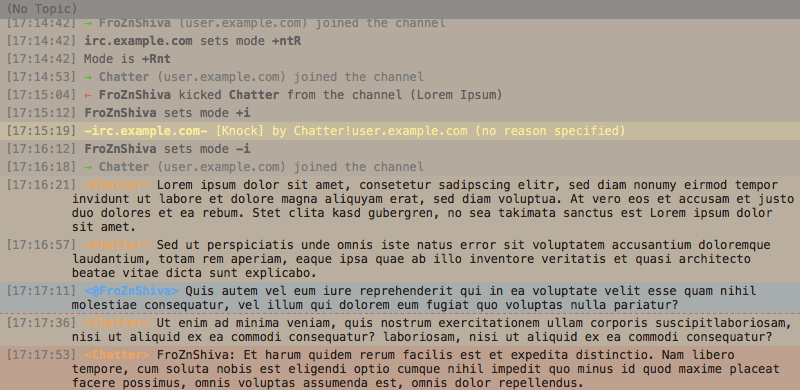 (No Topic)
[17:14:42] → FroZnShiva (user.example.com) joined the channel
[17:14:42] irc.example.com sets mode +ntR
[17:14:42] Mode is +Rnt
[17:14:53] → Chatter (user.example.com) joined the channel
[17:15:04] ← FroZnShiva kicked Chatter from the channel (Lorem Ipsum)
[17:15:12] FroZnShiva sets mode +i
[17:15:19] -irc.example.com- [Knock] by Chatter!user.example.com (no reason specified)
[17:16:12] FroZnShiva sets mode -i
[17:16:18] → Chatter (user.example.com) joined the channel
[17:16:21] <Chatter> Lorem ipsum dolor sit amet, consetetur sadipscing elitr, sed diam nonumy eirmod tempor
invidunt ut labore et dolore magna aliquyam erat, sed diam voluptua. At vero eos et accusam et justo
duo dolores et ea rebum. Stet clita kasd gubergren, no sea takimata sanctus est Lorem ipsum dolor
sit amet.
[17:16:57] <Chatter> Sed ut perspiciatis unde omnis iste natus error sit voluptatem accusantium doloremque
laudantium, totam rem aperiam, eaque ipsa quae ab illo inventore veritatis et quasi architecto
beatae vitae dicta sunt explicabo.
[17:17:11] <@FroZnShiva> Quis autem vel eum iure reprehenderit qui in ea voluptate velit esse quam nihil
molestiae consequatur, vel illum qui dolorem eum fugiat quo voluptas nulla pariatur?
[17:17:36] <Chatter> Ut enim ad minima veniam, quis nostrum exercitationem ullam corporis suscipitlaboriosam,
nisi ut aliquid ex ea commodi consequatur? laboriosam, nisi ut aliquid ex ea commodi consequatur?
[17:17:53] <Chatter> FroZnShiva: Et harum quidem rerum facilis est et expedita distinctio. Nam libero
tempore, cum soluta nobis est eligendi optio cumque nihil impedit quo minus id quod maxime placeat
facere possimus, omnis voluptas assumenda est, omnis dolor repellendus.